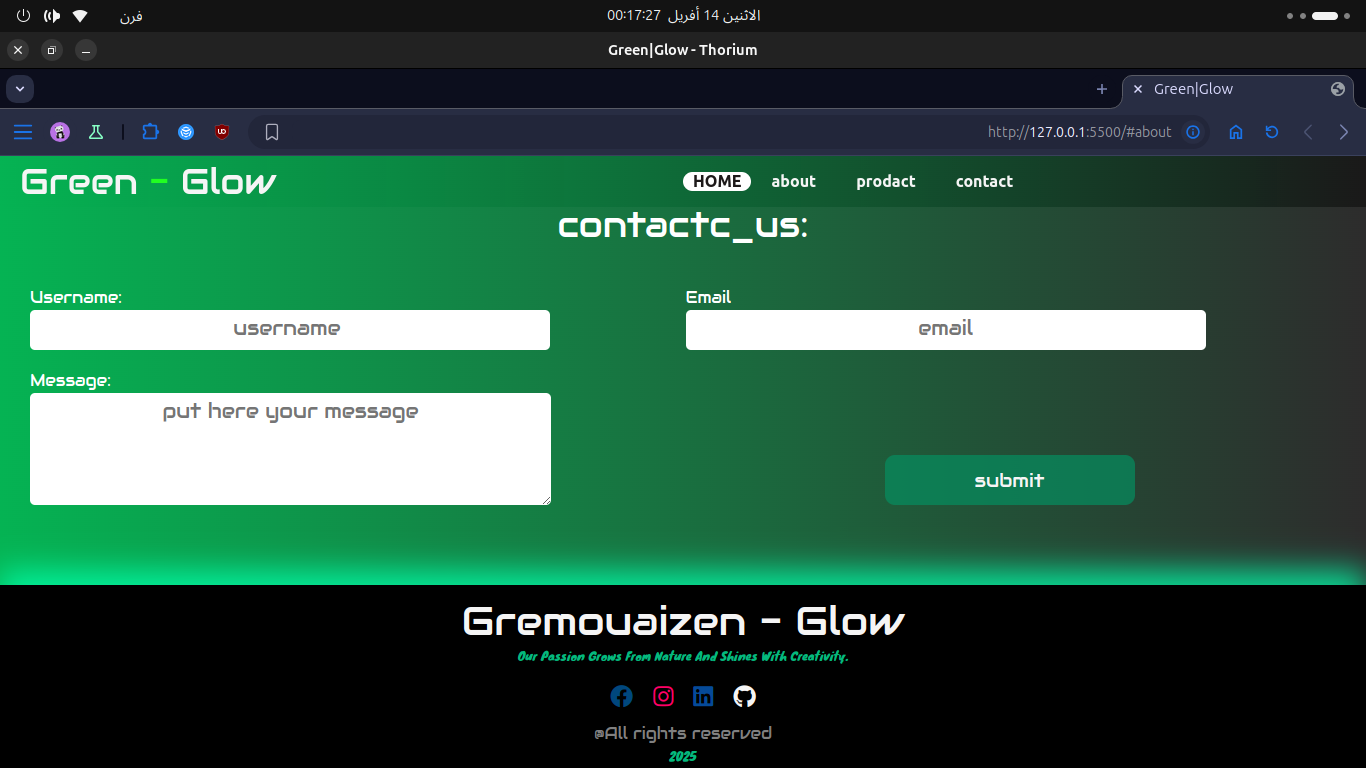 فرن
الاثنين 14 أفريل 00:17:27
Green|Glow - Thorium
Green|Glow
http://127.0.0.1:5500/#about
Green - Glow
HOME about prodact contact
contactc_us:
Username:
username
Email
email
Message:
put here your message
submit
Gremouaizen - Glow
Our Passion Grows From Nature And Shines With Creativity.
@All rights reserved
2025